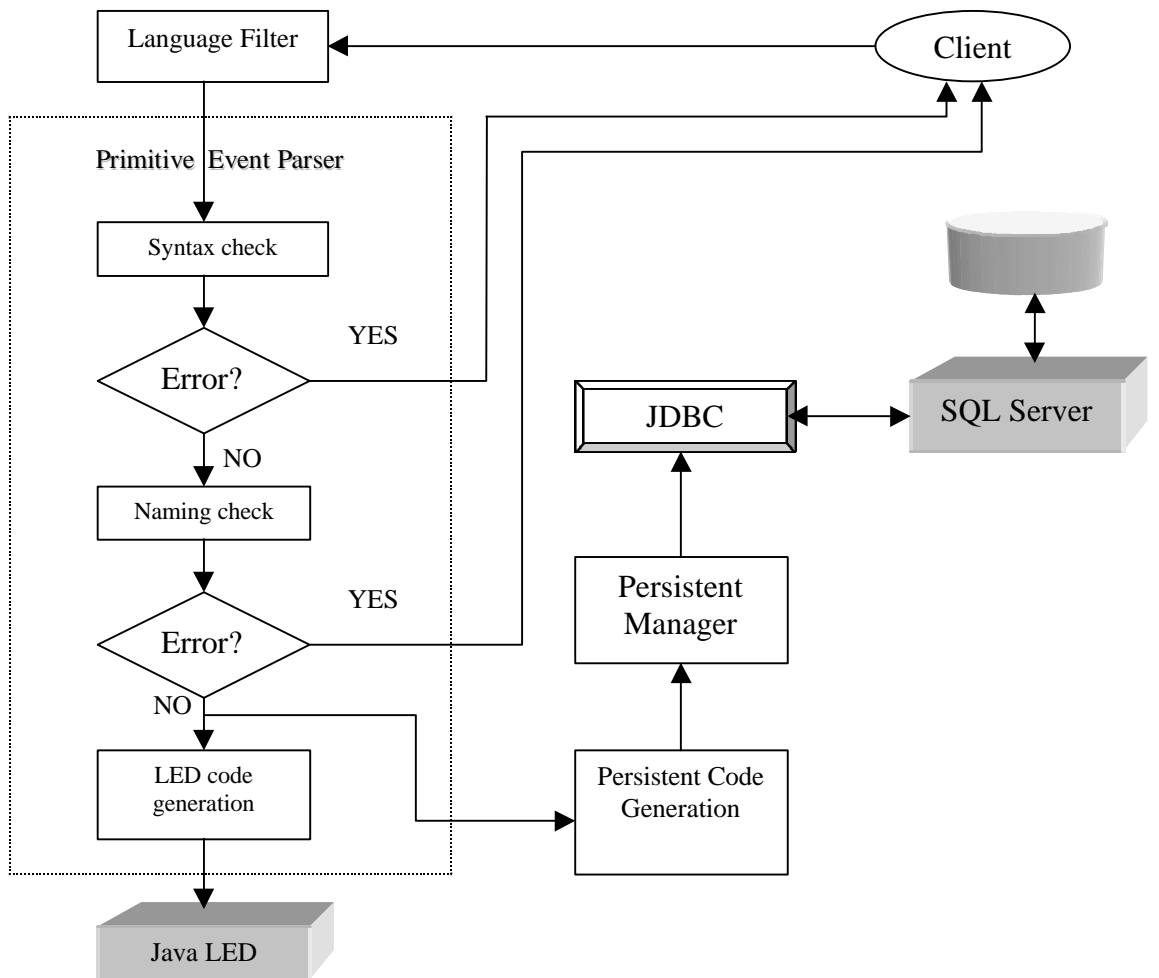 Language Filter
Client
Primitive Event Parser
Syntax check
YES
Error?
JDBC
SQL Server
NO
Naming check
YES
Persistent
Manager
Error?
NO
LED code
generation
Persistent Code
Generation
Java LED